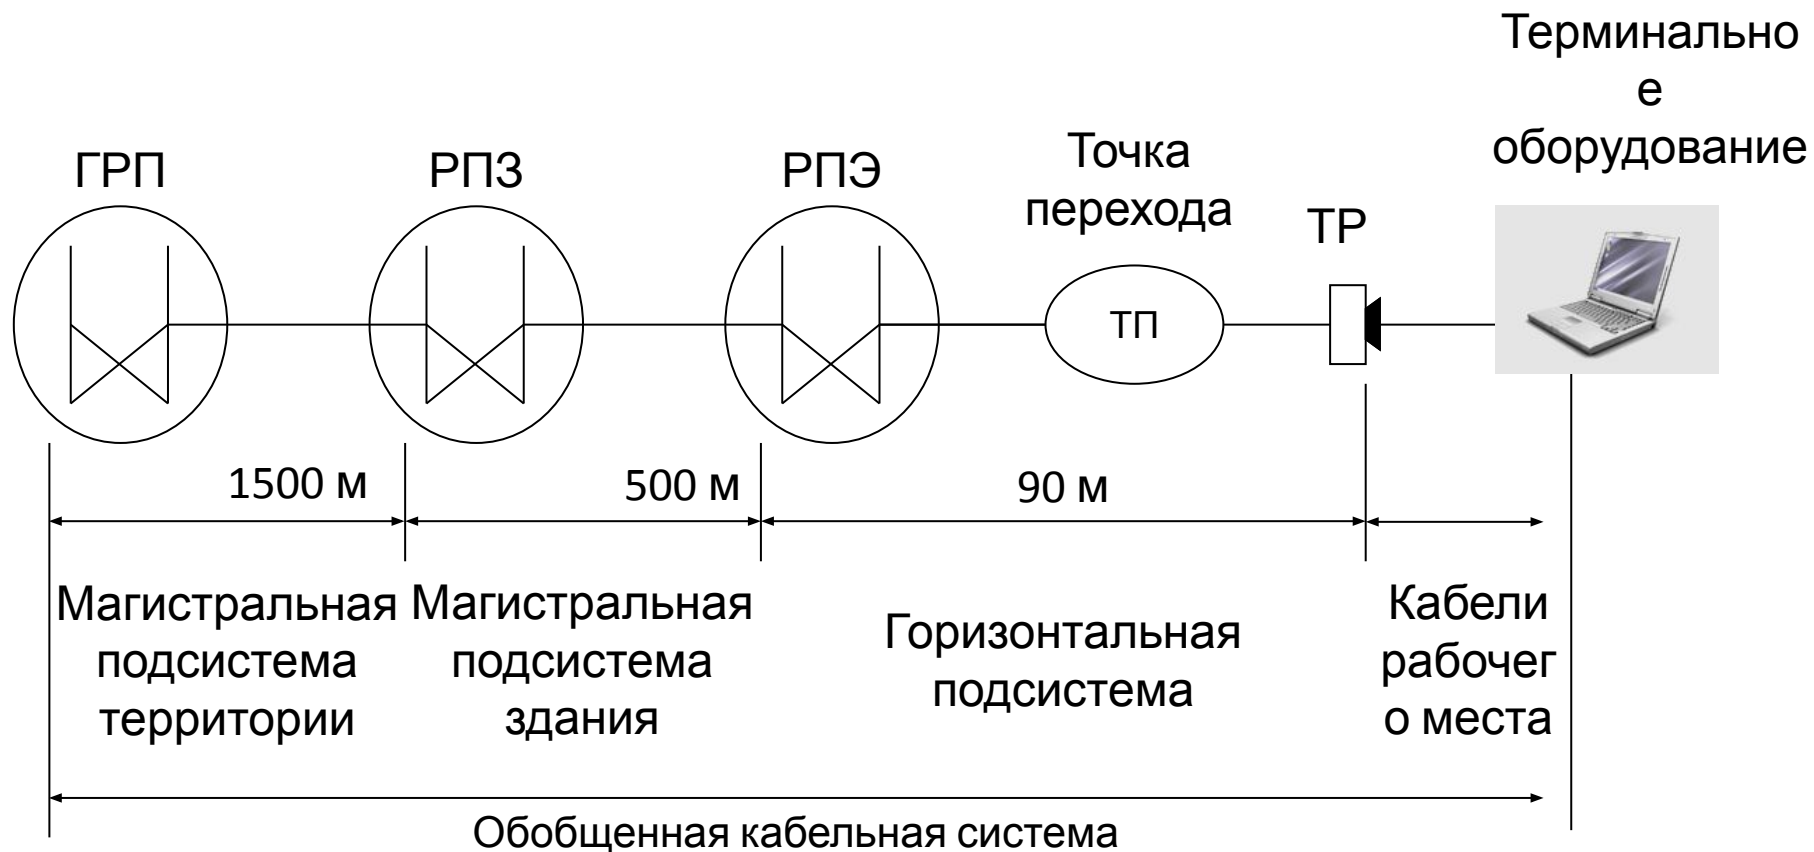 Терминально
е
оборудование
ГРП
РПЗ
РПЭ
Точка
перехода
ТР
ТП
1500 м
500 м
90 м
Магистральная
подсистема
территории
Магистральная
подсистема
здания
Горизонтальная
подсистема
Кабели
рабочег
о места
Обобщенная кабельная система